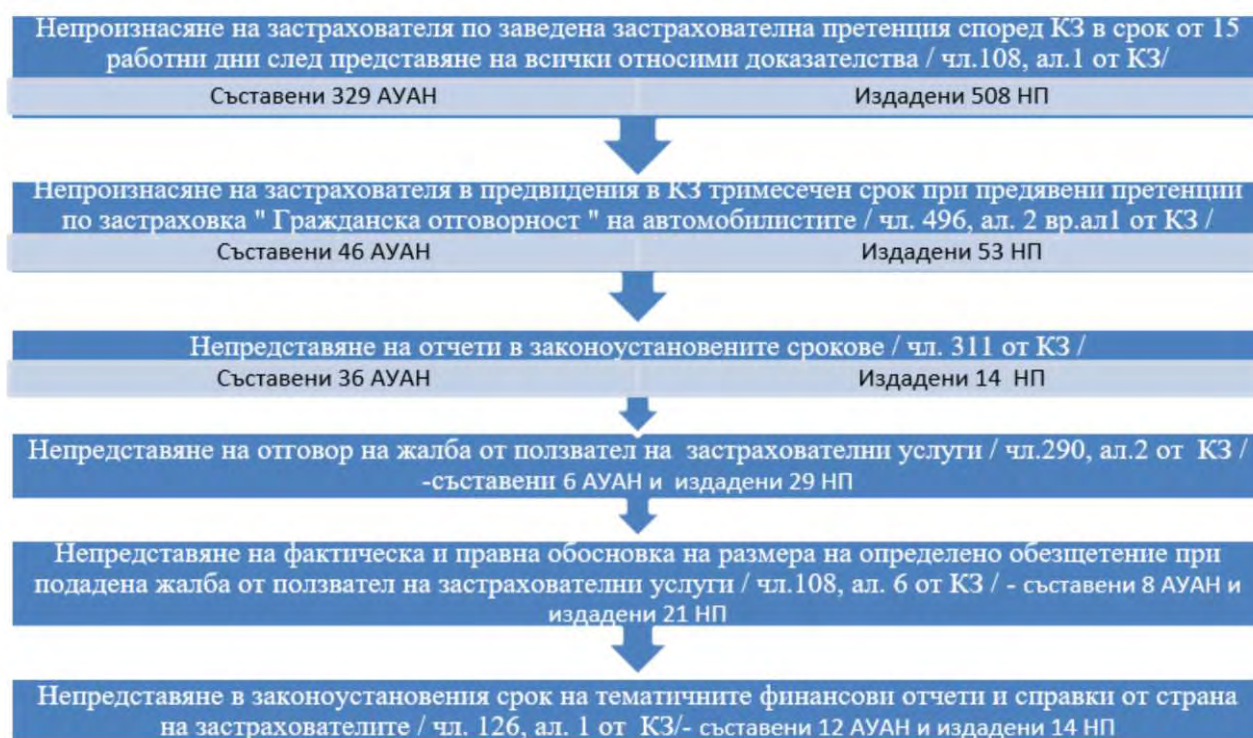 Непроизнасяне на застрахователя по заведена застрахователна претенция според КЗ в срок от 15
работни дни след представяне на всички относими доказателства / чл.108, ал.1 от КЗ/
Съставени 329 АУАН
Издадени 508 НП
Непроизнасяне на застрахователя в предвидения в КЗ тримесечен срок при предявени претенции
по застраховка " Гражданска отговорност " на автомобилистите / чл. 496, ал. 2 вр.ал1 от КЗ /
Съставени 46 АУАН
Издадени 53 НП
Непредставяне на отчети в законоустановените срокове / чл. 311 от КЗ /
Съставени 36 АУАН
Издадени 14 НП
Непредставяне на отговор на жалба от ползвател на застрахователни услуги / чл.290, ал.2 от КЗ /
-съставени 6 АУАН и издадени 29 НП
Непредставяне на фактическа и правна обосновка на размера на определено обезщетение при
подадена жалба от ползвател на застрахователни услуги / чл.108, ал. 6 от КЗ / - съставени 8 АУАН и
издадени 21 НП
Непредставяне в законоустановения срок на тематичните финансови отчети и справки от страна
на застрахователите / чл. 126, ал. 1 от КЗ/- съставени 12 АУАН и издадени 14 НП